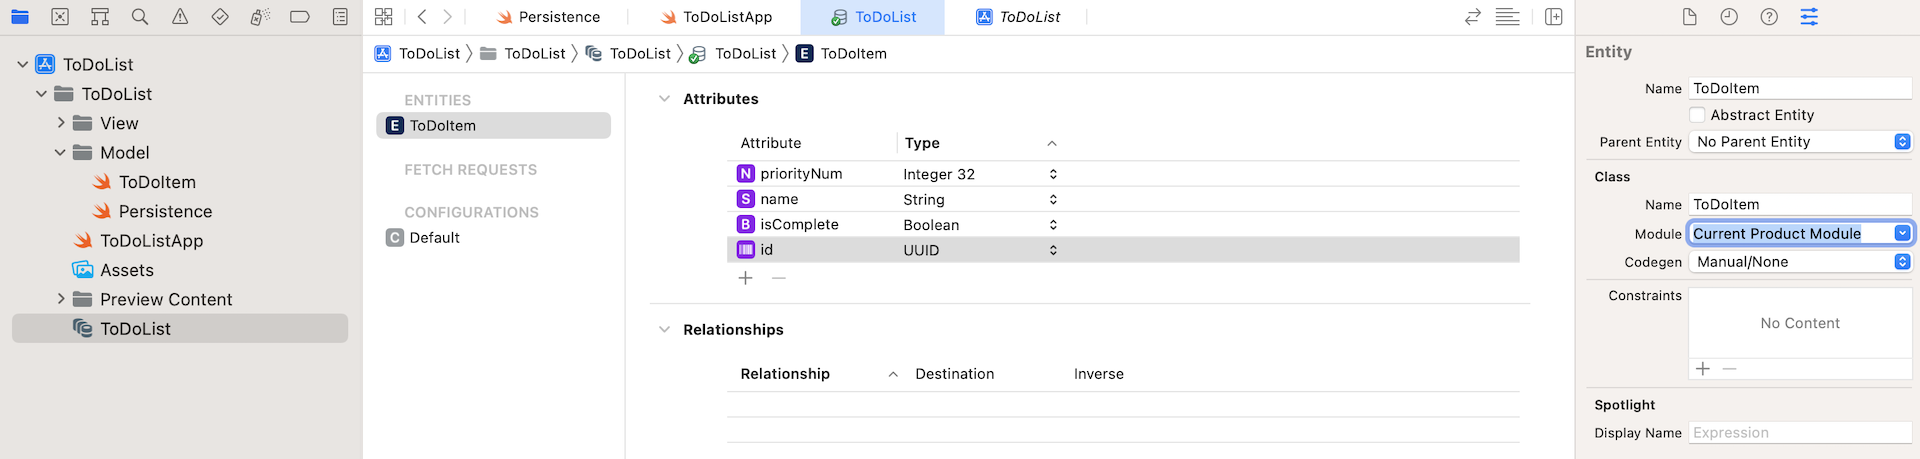 Persistence
ToDoListApp
ToDoList
ToDoList
ToDoList
ToDoList
View
Model
ToDoItem
Persistence
ToDoListApp
Assets
Preview Content
ToDoList
ToDoList ToDoList ToDoList ToDoList E ToDoItem
ENTITIES
E ToDoItem
FETCH REQUESTS
CONFIGURATIONS
C Default
Attributes
Attribute Type
N priorityNum Integer 32
S name String
B isComplete Boolean
id UUID
Relationships
Relationship Destination Inverse
Entity
Name ToDoItem
Abstract Entity
Parent Entity No Parent Entity
Class
Name ToDoItem
Module Current Product Module
Codegen Manual/None
Constraints
No Content
Spotlight
Display Name Expression